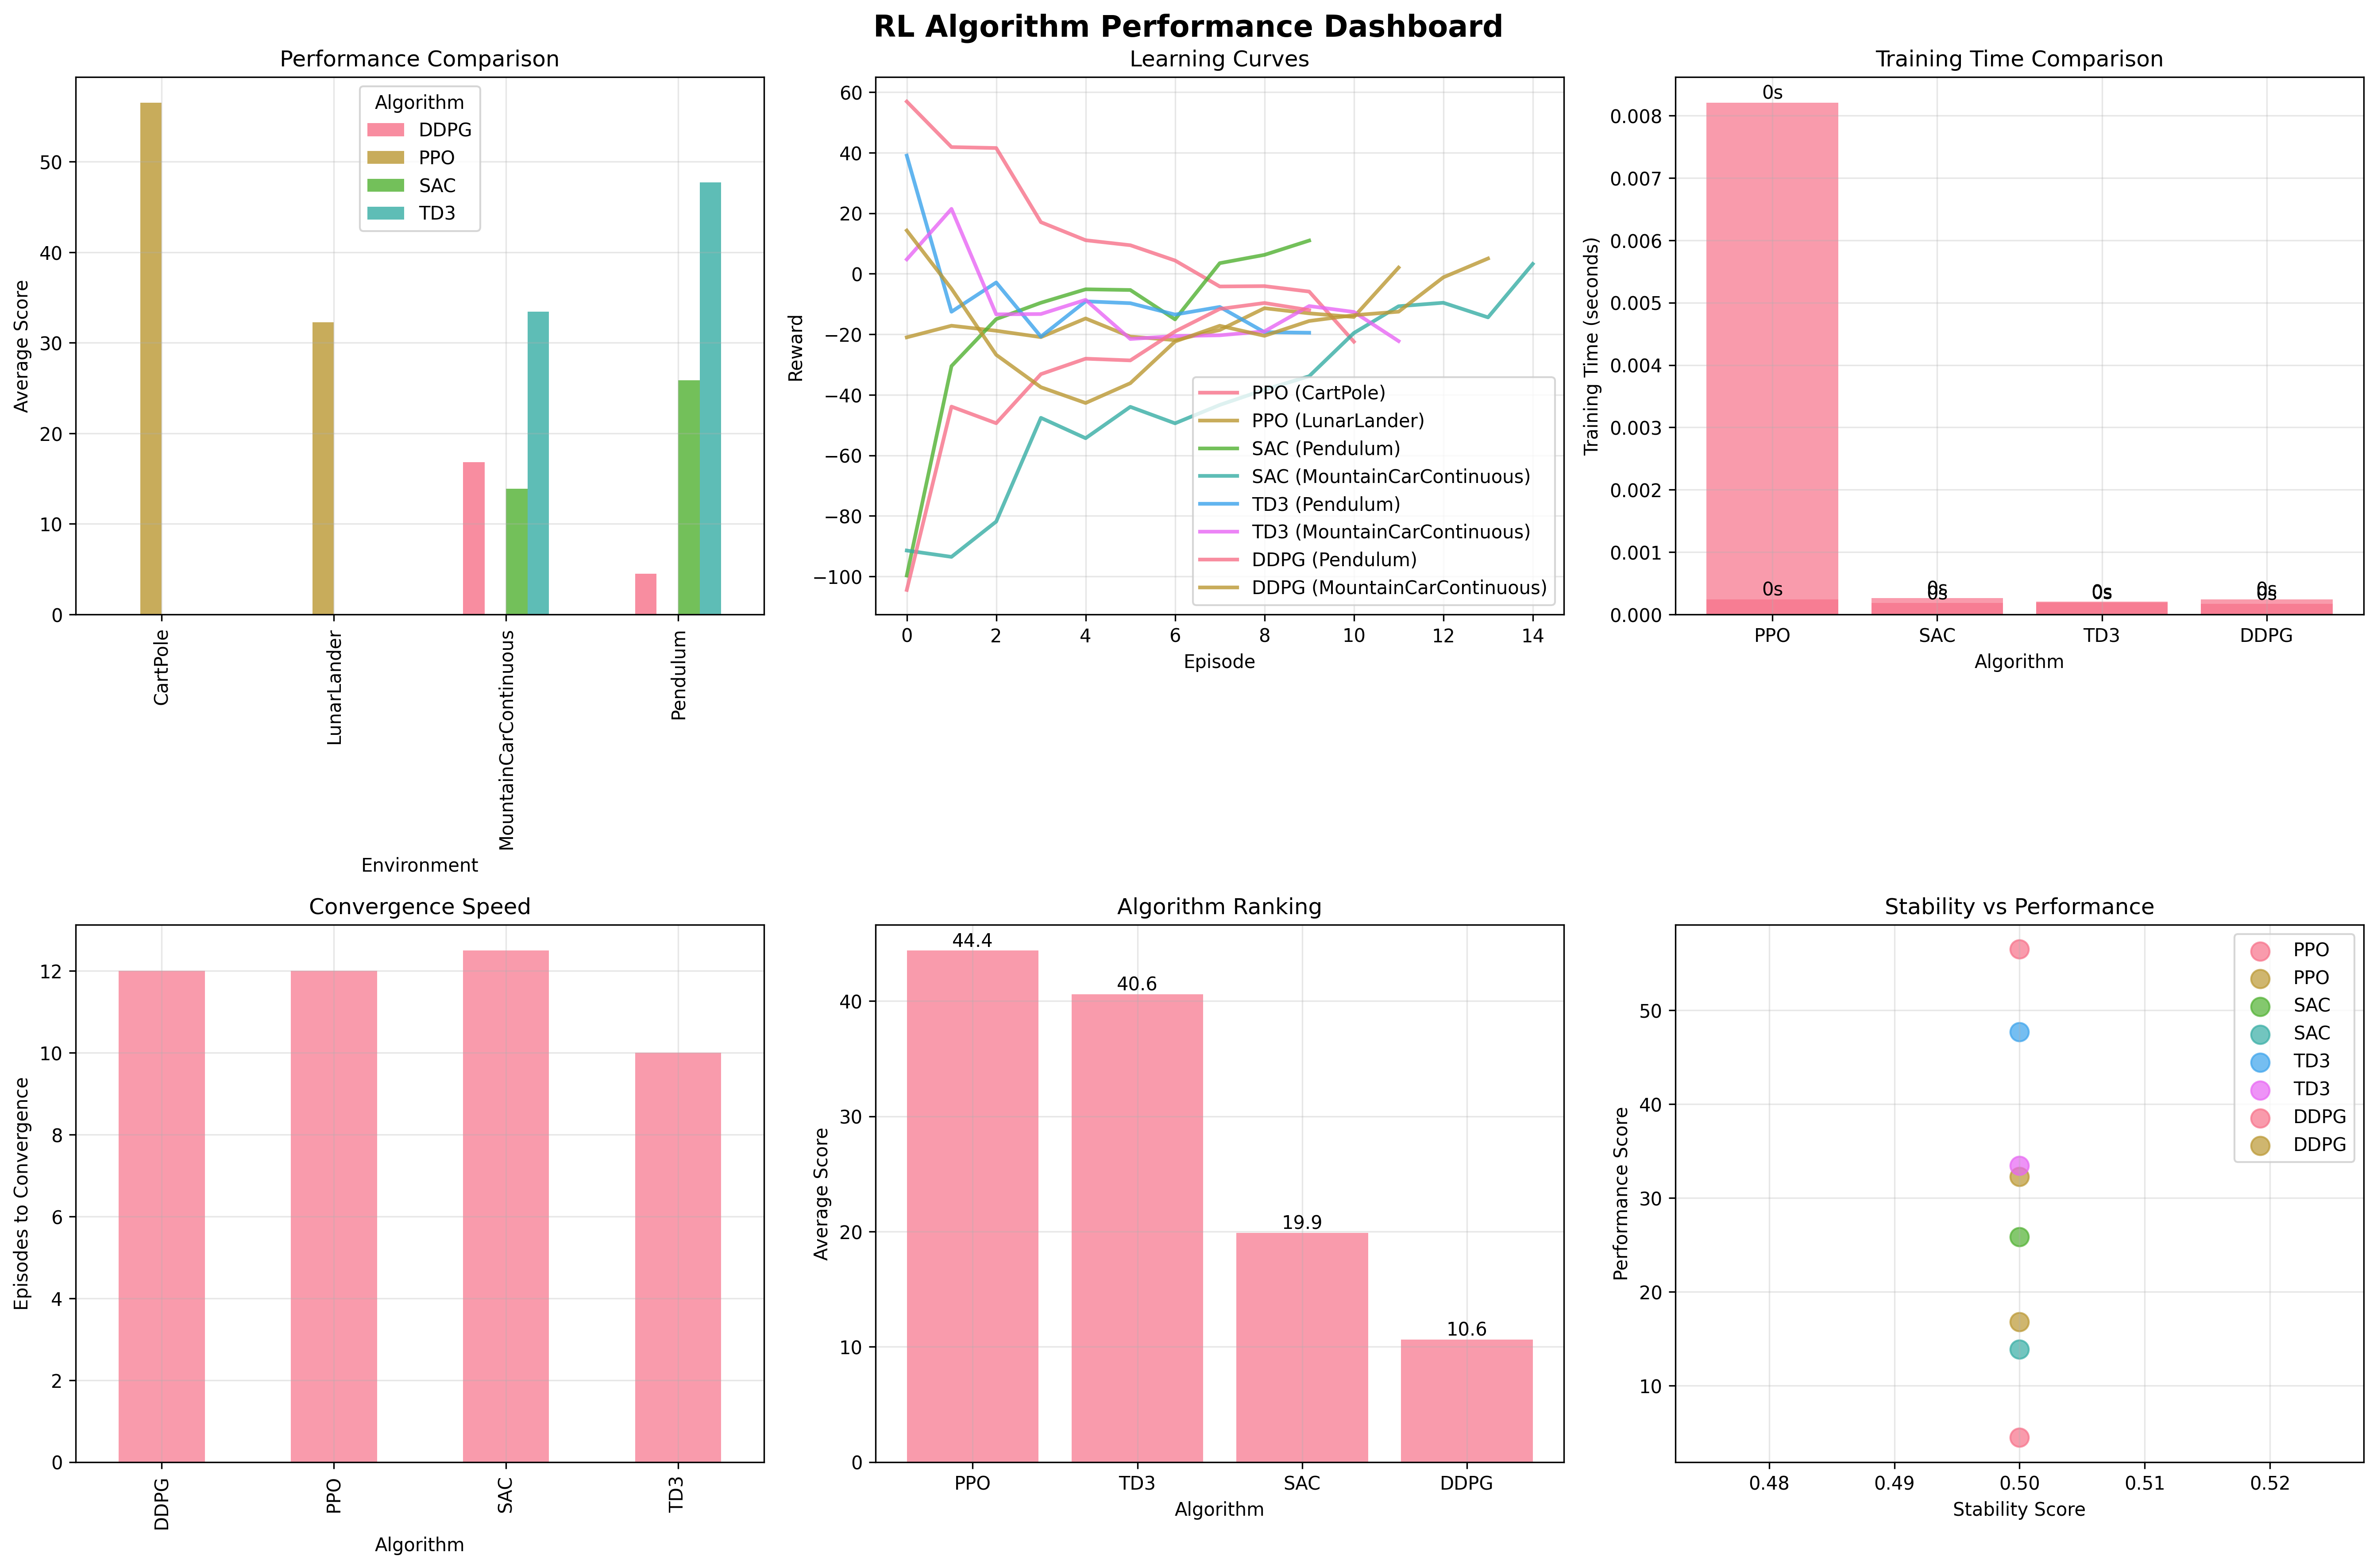 RL Algorithm Performance Dashboard
Performance Comparison
Average Score
50
40
30
20
10
0
Algorithm
DDPG
PPO
SAC
TD3
CartPole
LunarLander
MountainCarContinuous
Pendulum
Environment
Learning Curves
Reward
60
40
20
0
−20
−40
−60
−80
−100
PPO (CartPole)
PPO (LunarLander)
SAC (Pendulum)
SAC (MountainCarContinuous)
TD3 (Pendulum)
TD3 (MountainCarContinuous)
DDPG (Pendulum)
DDPG (MountainCarContinuous)
0 2 4 6 8 10 12 14
Episode
Training Time Comparison
Training Time (seconds)
0.008
0.007
0.006
0.005
0.004
0.003
0.002
0.001
0.000
0s
0s 0s 0s 0s
0s 0s 0s
PPO SAC TD3 DDPG
Algorithm
Convergence Speed
Episodes to Convergence
12
10
8
6
4
2
0
DDPG
PPO
SAC
TD3
Algorithm
Algorithm Ranking
Average Score
40
30
20
10
0
44.4
40.6
19.9
10.6
PPO TD3 SAC DDPG
Algorithm
Stability vs Performance
Performance Score
50
40
30
20
10
PPO
PPO
SAC
SAC
TD3
TD3
DDPG
DDPG
0.48 0.49 0.50 0.51 0.52
Stability Score